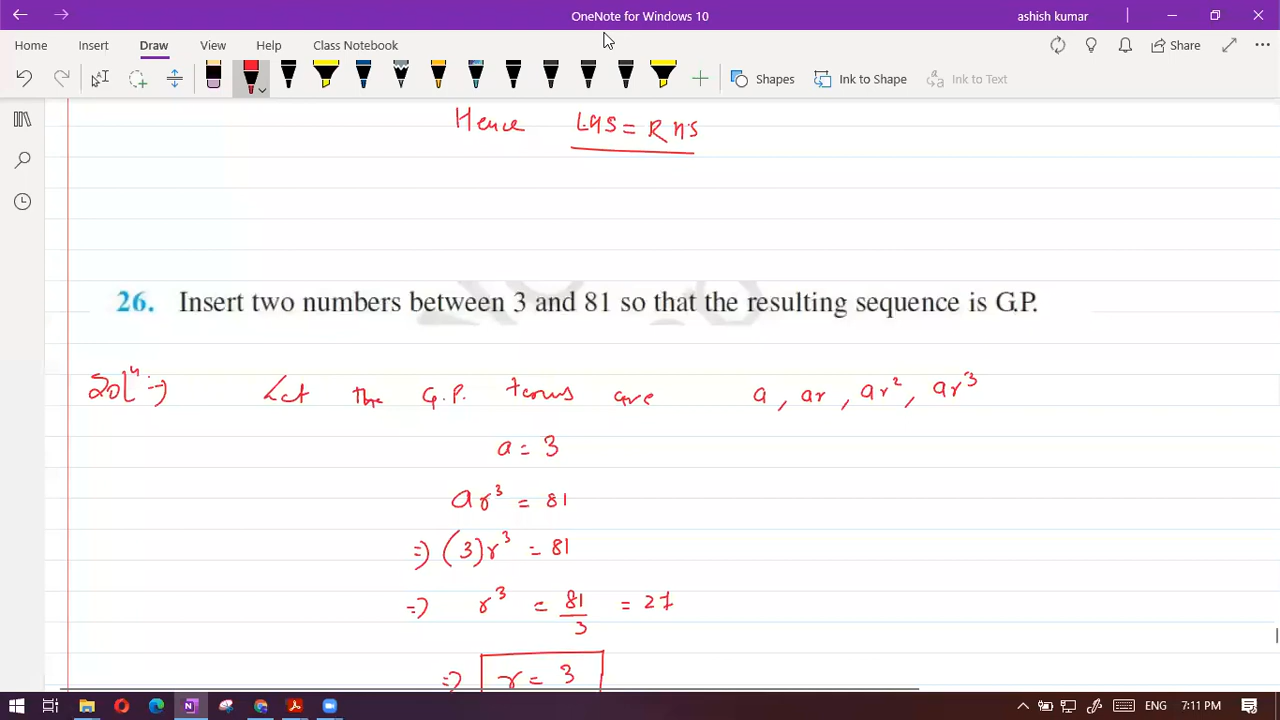 OneNote for Windows 10
ashish kumar
Home Insert Draw View Help Class Notebook
Share
Shapes Ink to Shape Ink to Text
Hence LHS = RHS
26. Insert two numbers between 3 and 81 so that the resulting sequence is G.P.
Solⁿ :-) Let the G.P. terms are a, ar, ar², ar³
a = 3
ar³ = 81
=) (3)r³ = 81
=) r³ = 81/3 = 27
=) r = 3
ENG 7:11 PM